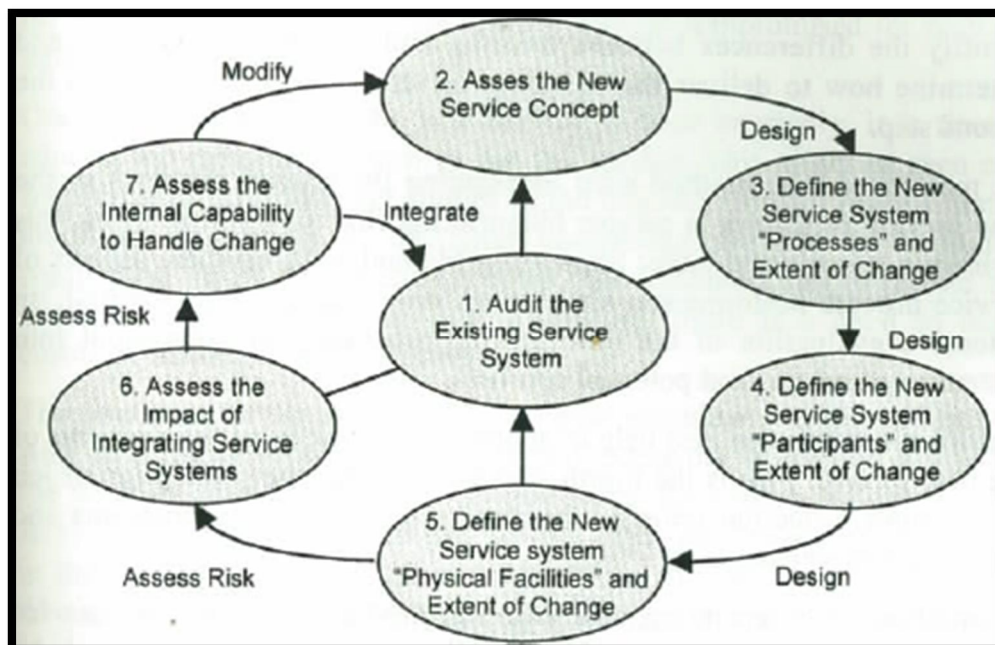 Modify
2. Asses the New
Service Concept
Design
7. Assess the
Internal Capability
to Handle Change
Integrate
3. Define the New
Service System
"Processes" and
Extent of Change
1. Audit the
Existing Service
System
Assess Risk
Design
6. Assess the
Impact of
Integrating Service
Systems
4. Define the New
Service System
"Participants" and
Extent of Change
5. Define the New
Service system
"Physical Facilities" and
Extent of Change
Assess Risk
Design